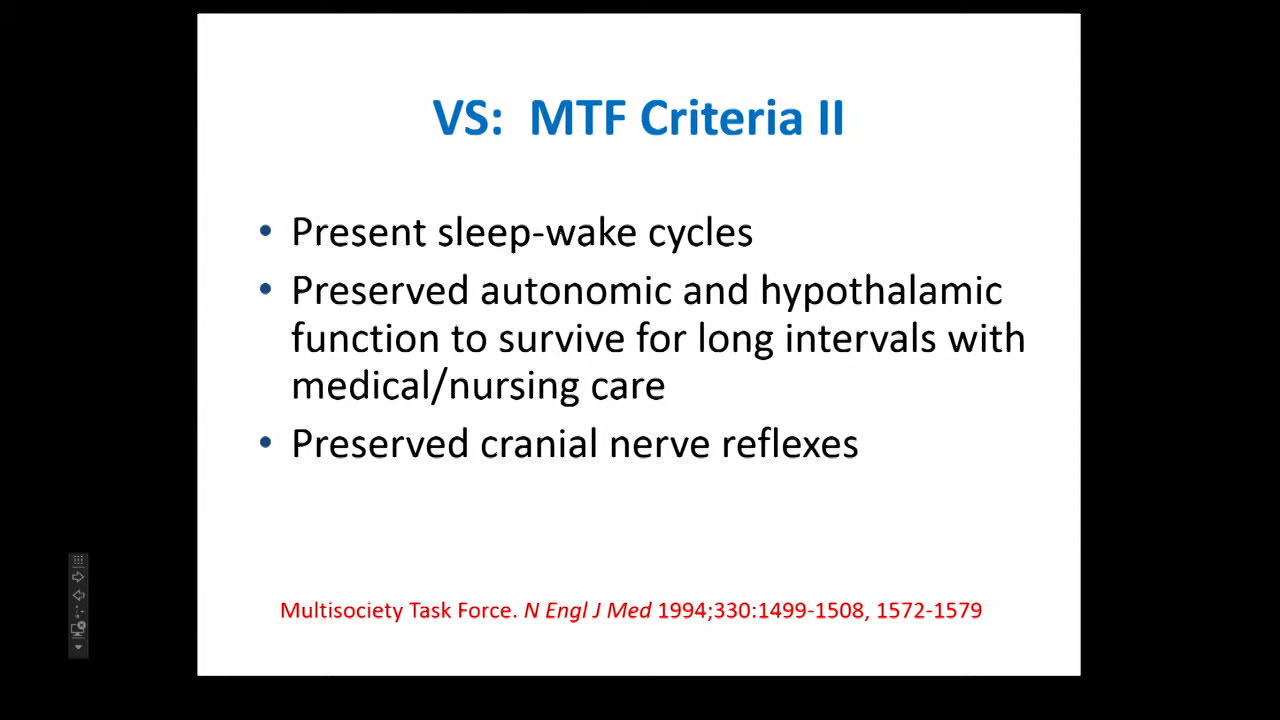 VS:  MTF Criteria II
• Present sleep-wake cycles
• Preserved autonomic and hypothalamic
function to survive for long intervals with
medical/nursing care
• Preserved cranial nerve reflexes
Multisociety Task Force. N Engl J Med 1994;330:1499-1508, 1572-1579